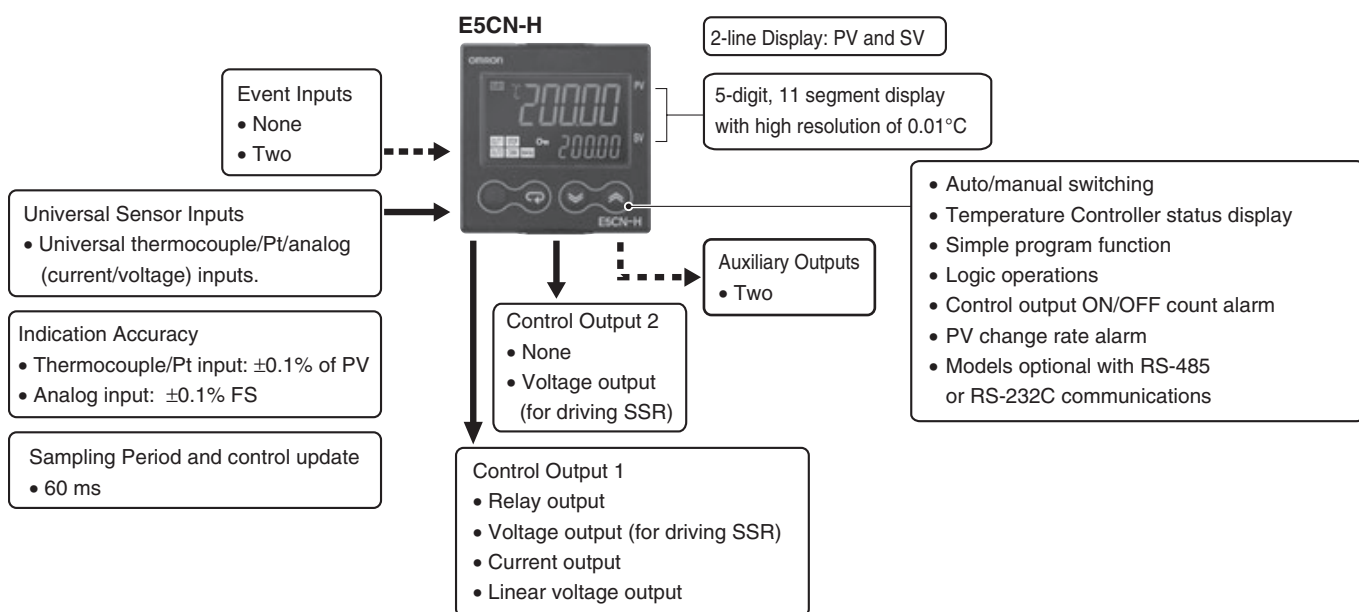 E5CN-H
2-line Display: PV and SV
OMRON
℃
20000
PV
200.00
SV
E5CN-H
5-digit, 11 segment display
with high resolution of 0.01°C
Event Inputs
• None
• Two
Universal Sensor Inputs
• Universal thermocouple/Pt/analog
(current/voltage) inputs.
Indication Accuracy
• Thermocouple/Pt input: ±0.1% of PV
• Analog input: ±0.1% FS
Sampling Period and control update
• 60 ms
Control Output 2
• None
• Voltage output
(for driving SSR)
Auxiliary Outputs
• Two
Control Output 1
• Relay output
• Voltage output (for driving SSR)
• Current output
• Linear voltage output
• Auto/manual switching
• Temperature Controller status display
• Simple program function
• Logic operations
• Control output ON/OFF count alarm
• PV change rate alarm
• Models optional with RS-485
or RS-232C communications